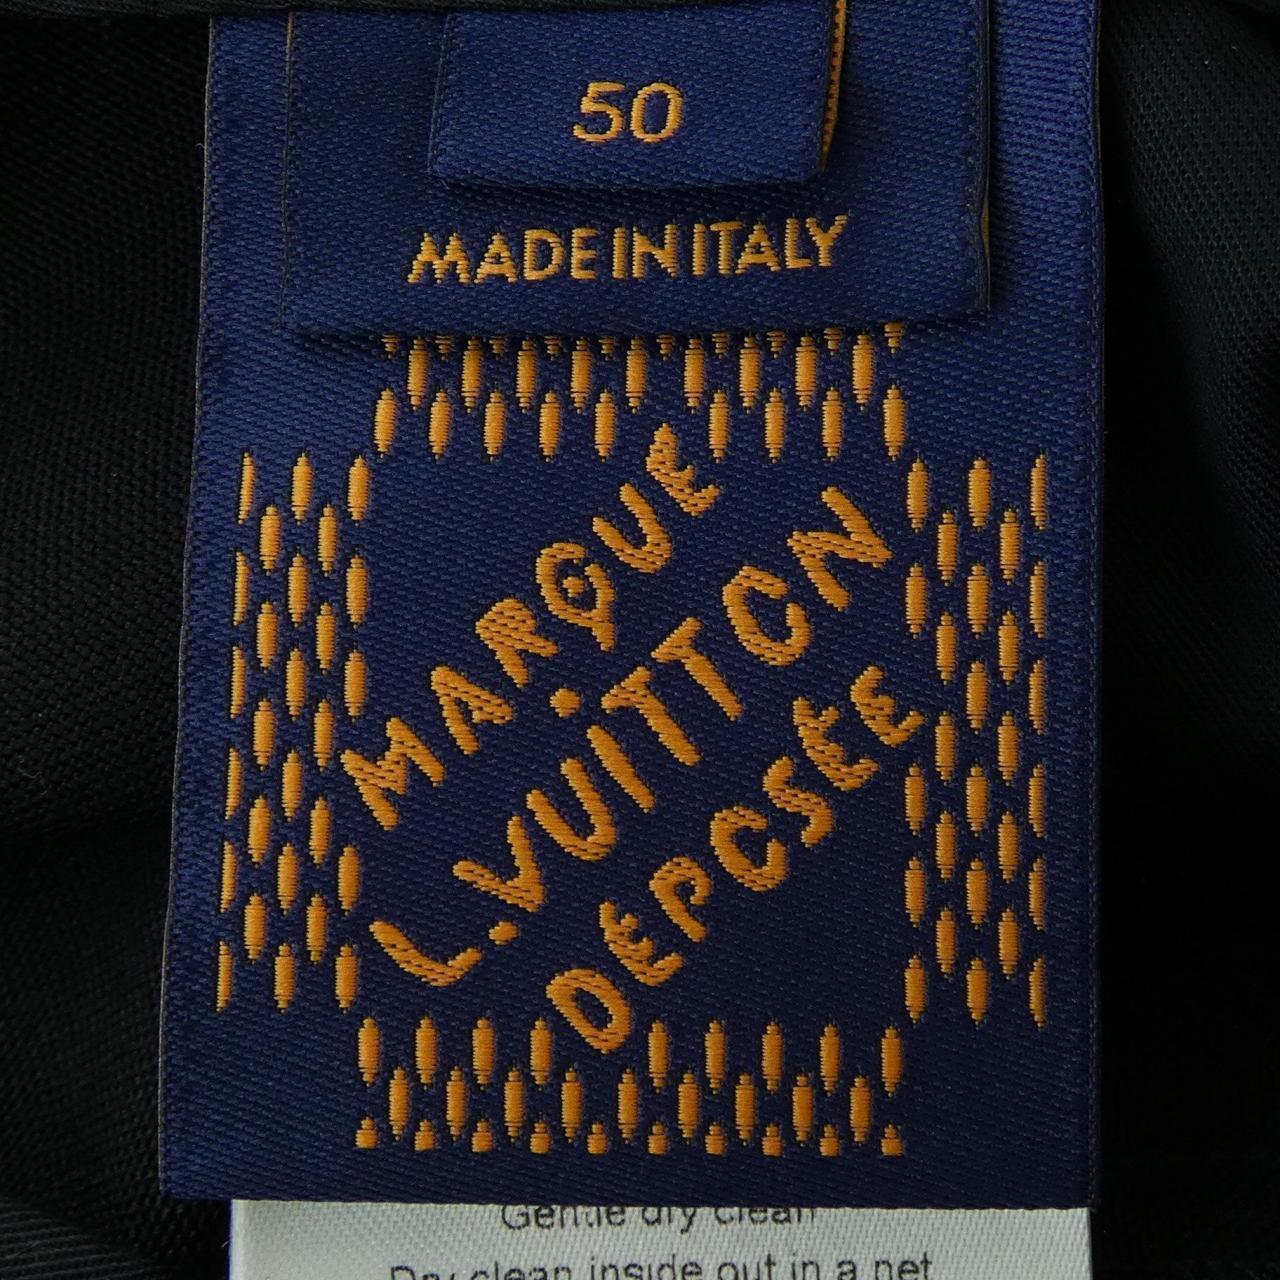 50
MADE IN ITALY
MARQUE
L.VUITTON
DEPOSÉE
Gentle dry clean
Dry clean inside out in a net